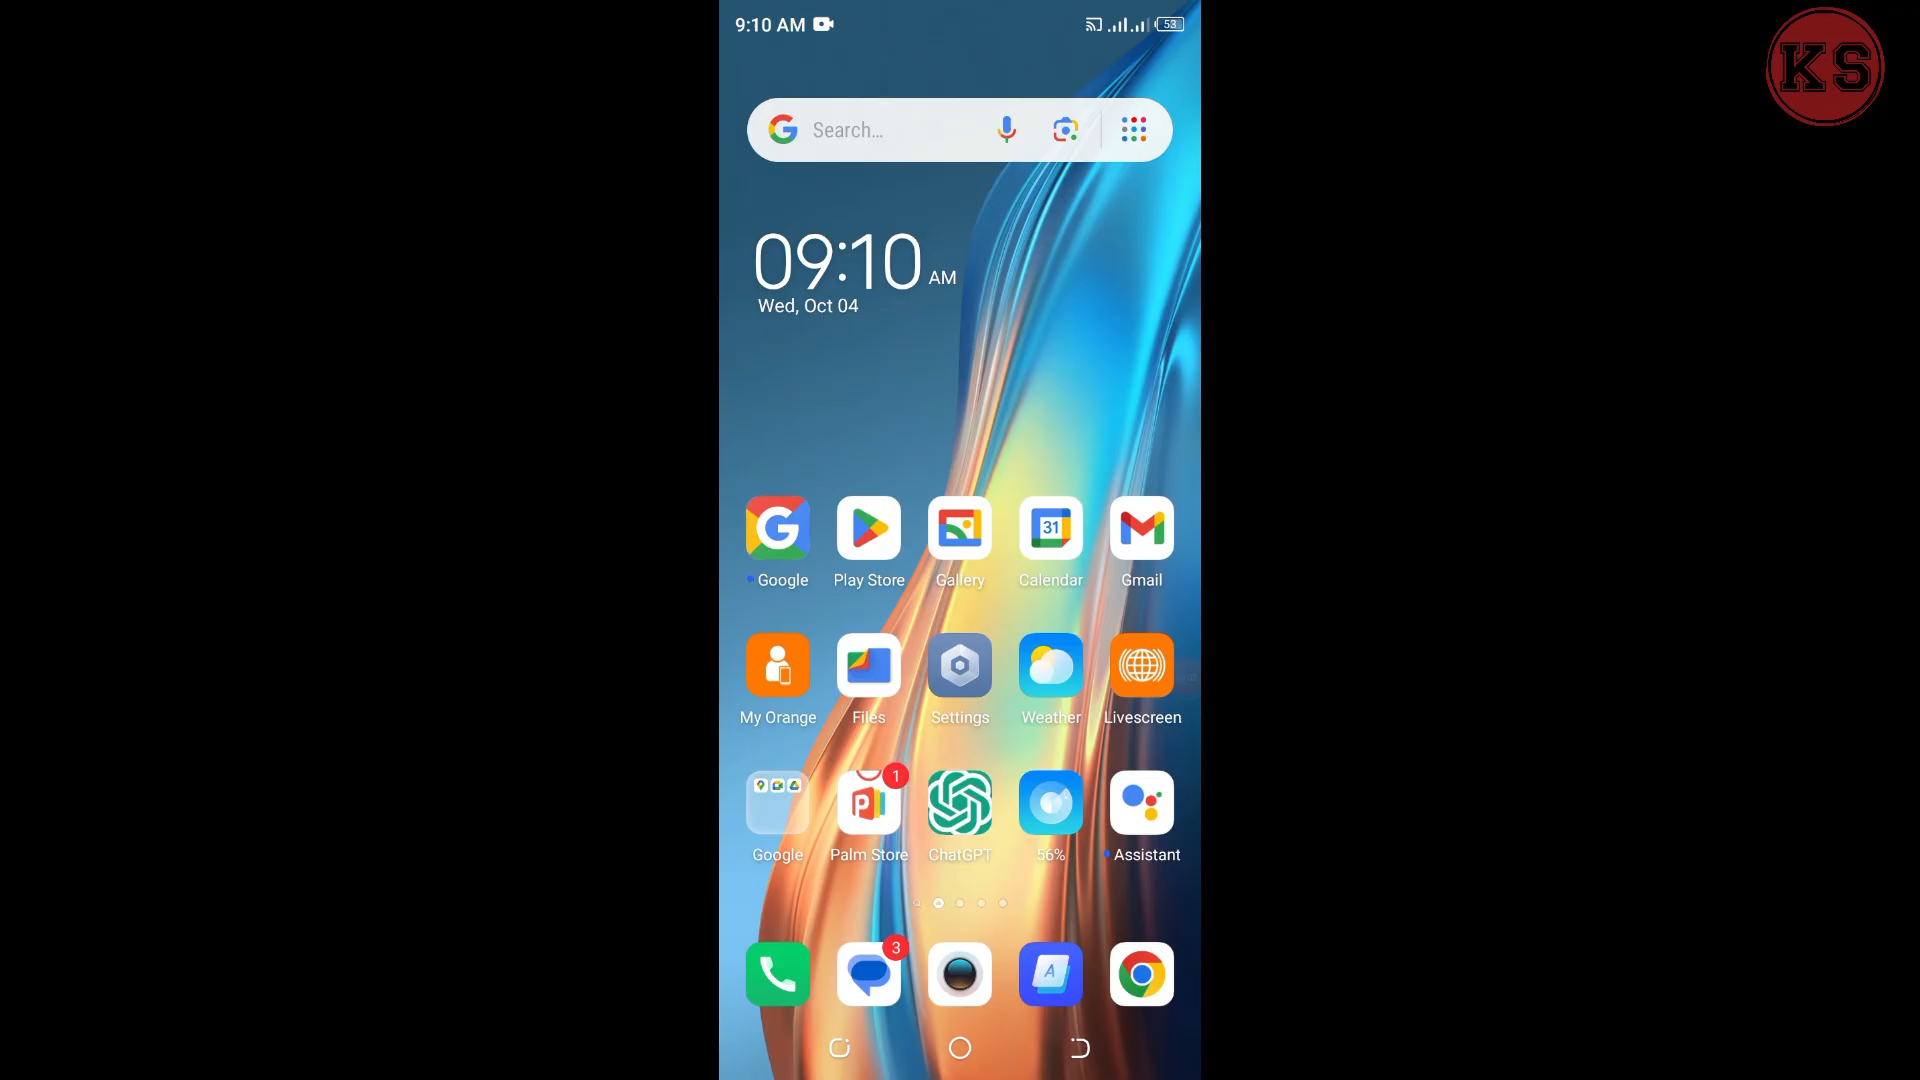 9:10 AM
53
KS
Search...
09:10 AM
Wed, Oct 04
31
Google
Play Store
Gallery
Calendar
Gmail
My Orange
Files
Settings
Weather
Livescreen
1
Google
Palm Store
ChatGPT
56%
Assistant
3
A